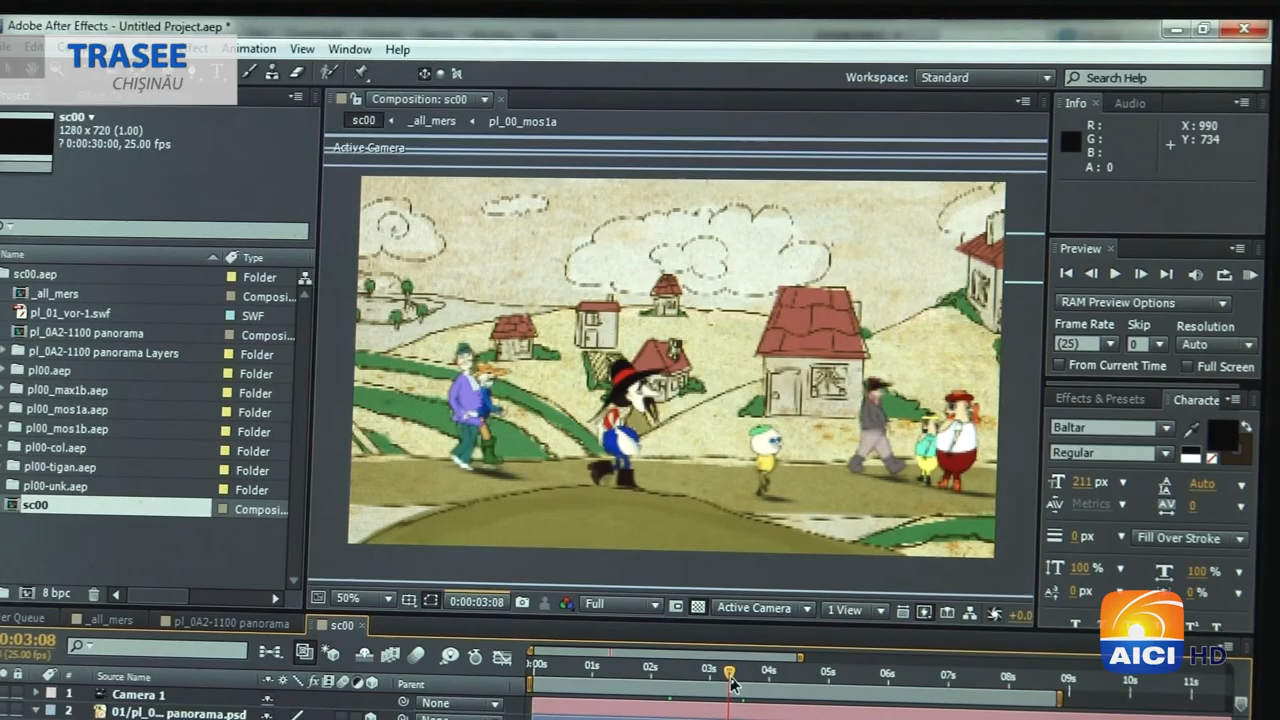 Adobe After Effects - Untitled Project.aep *
Animation View Window Help
TRASEE
CHIȘINĂU
Workspace: Standard
Search Help
sc00
1280 x 720 (1.00)
? 0:00:30:00, 25.00 fps
Composition: sc00
sc00 _all_mers pl_00_mos1a
Active Camera
Info Audio
R : X : 990
G : Y : 734
B :
A : 0
Name Type
sc00.aep Folder
_all_mers Composi...
pl_01_vor-1.swf SWF
pl_0A2-1100 panorama Composi...
pl_0A2-1100 panorama Layers Folder
pl00.aep Folder
pl00_max1b.aep Folder
pl00_mos1a.aep Folder
pl00_mos1b.aep Folder
pl00-col.aep Folder
pl00-tigan.aep Folder
pl00-unk.aep Folder
sc00 Composi...
8 bpc
Preview
RAM Preview Options
Frame Rate Skip Resolution
(25) 0 Auto
From Current Time Full Screen
Effects & Presets Characte
Baltar
Regular
211 px Auto
Metrics 0
0 px Fill Over Stroke
100 % 100 %
0 px 0 %
50% 0:00:03:08 Full Active Camera 1 View +0.0
AICI HD
er Queue _all_mers pl_0A2-1100 panorama sc00
0:03:08
(25.00 fps)
:00s 01s 02s 03s 04s 05s 06s 07s 08s 09s 10s 11s
# Source Name Parent
1 Camera 1 None
2 01/pl_0... panorama.psd None